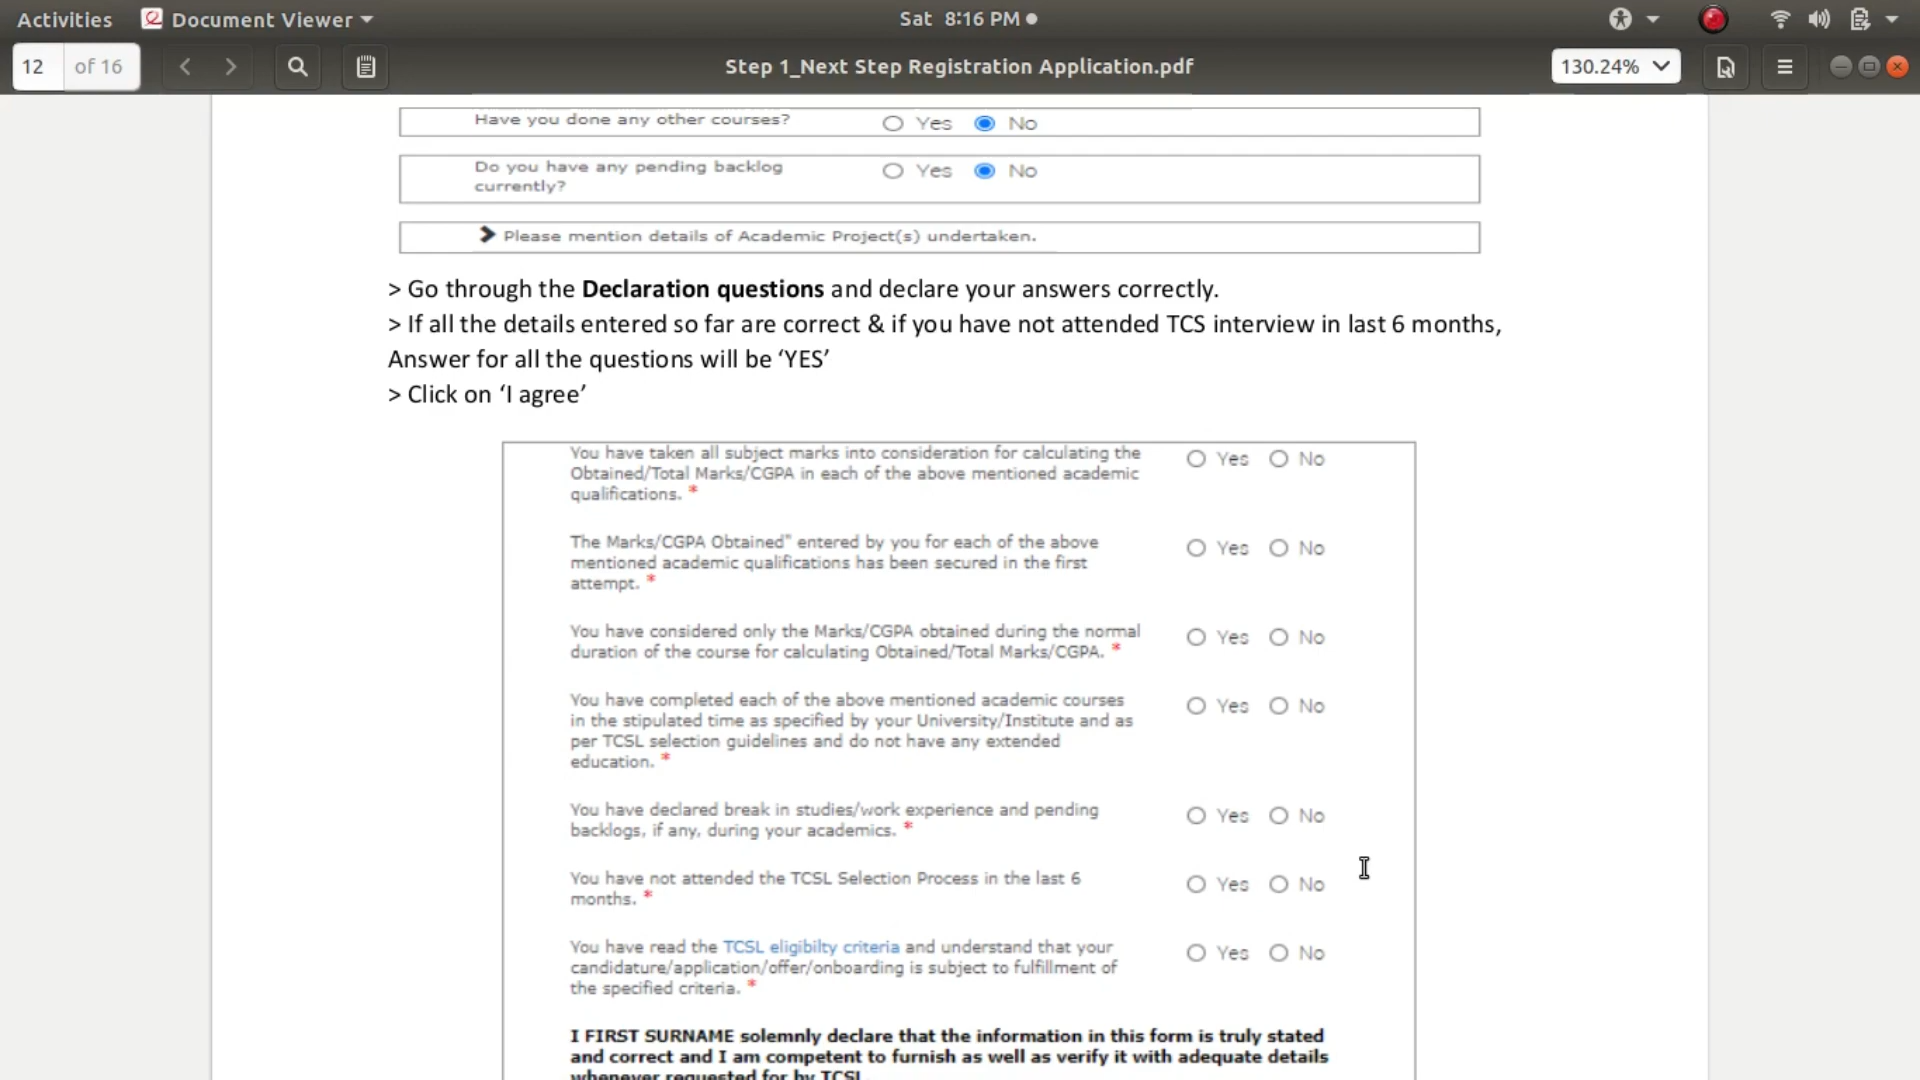 Activities
Document Viewer
Sat 8:16 PM
12 of 16
Step 1_Next Step Registration Application.pdf
130.24%
Have you done any other courses? Yes No
Do you have any pending backlog Yes No
currently?
Please mention details of Academic Project(s) undertaken.
> Go through the Declaration questions and declare your answers correctly.
> If all the details entered so far are correct & if you have not attended TCS interview in last 6 months,
Answer for all the questions will be ‘YES’
> Click on ‘I agree’
You have taken all subject marks into consideration for calculating the Yes No
Obtained/Total Marks/CGPA in each of the above mentioned academic
qualifications. *
The Marks/CGPA Obtained" entered by you for each of the above Yes No
mentioned academic qualifications has been secured in the first
attempt. *
You have considered only the Marks/CGPA obtained during the normal Yes No
duration of the course for calculating Obtained/Total Marks/CGPA. *
You have completed each of the above mentioned academic courses Yes No
in the stipulated time as specified by your University/Institute and as
per TCSL selection guidelines and do not have any extended
education. *
You have declared break in studies/work experience and pending Yes No
backlogs, if any, during your academics. *
You have not attended the TCSL Selection Process in the last 6 Yes No
months. *
You have read the TCSL eligibilty criteria and understand that your Yes No
candidature/application/offer/onboarding is subject to fulfillment of
the specified criteria. *
I FIRST SURNAME solemnly declare that the information in this form is truly stated
and correct and I am competent to furnish as well as verify it with adequate details
whenever requested for by TCSL.